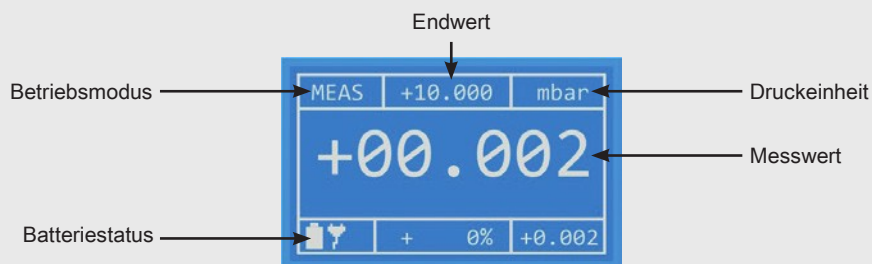 Endwert
Betriebsmodus
MEAS +10.000 mbar
Druckeinheit
+00.002
Messwert
Batteriestatus
+ 0% +0.002